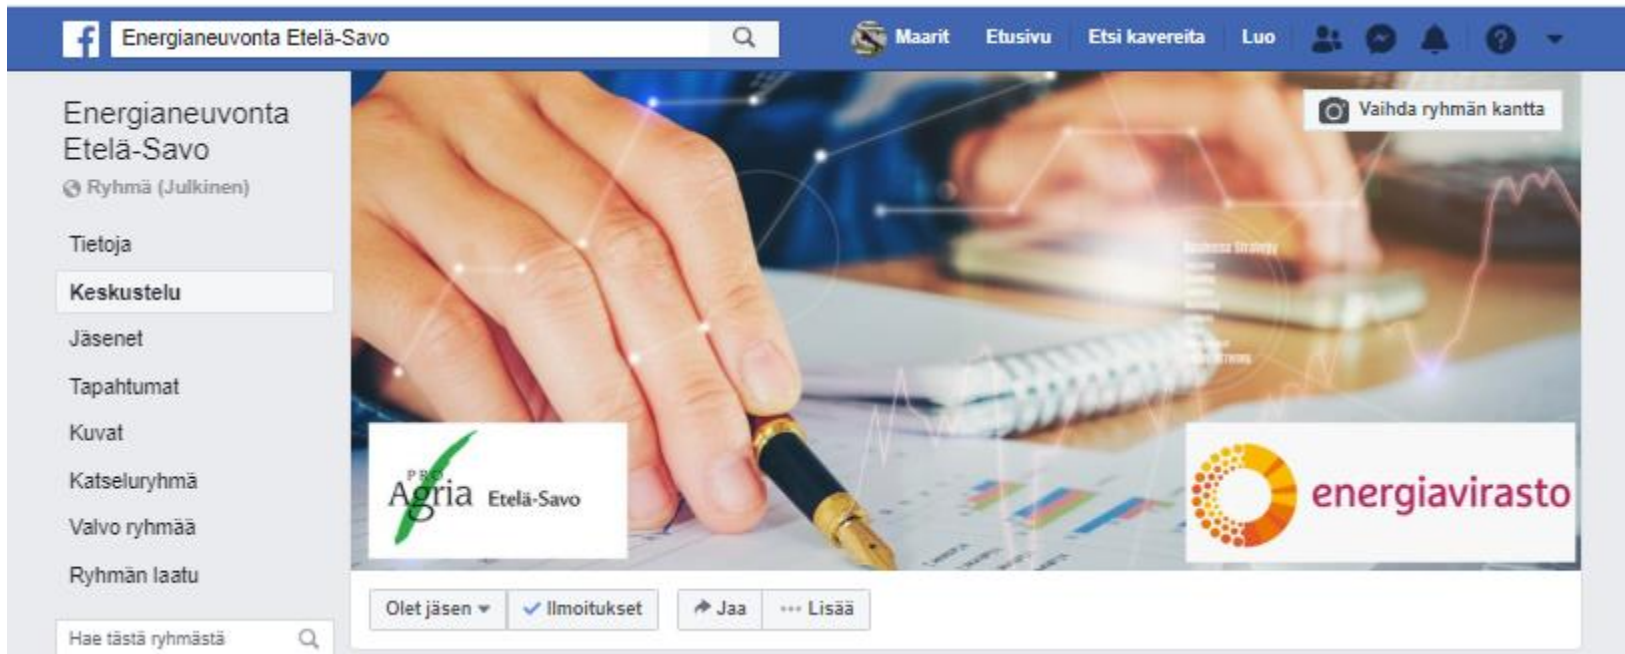 Energianeuvonta Etelä-Savo
Maarit Etusivu Etsi kavereita Luo
Energianeuvonta
Etelä-Savo
Ryhmä (Julkinen)
Tietoja
Keskustelu
Jäsenet
Tapahtumat
Kuvat
Katseluryhmä
Valvo ryhmää
Ryhmän laatu
Hae tästä ryhmästä
Vaihda ryhmän kantta
Business Strategy
PRO
Agria Etelä-Savo
energiavirasto
Olet jäsen Ilmoitukset Jaa Lisää